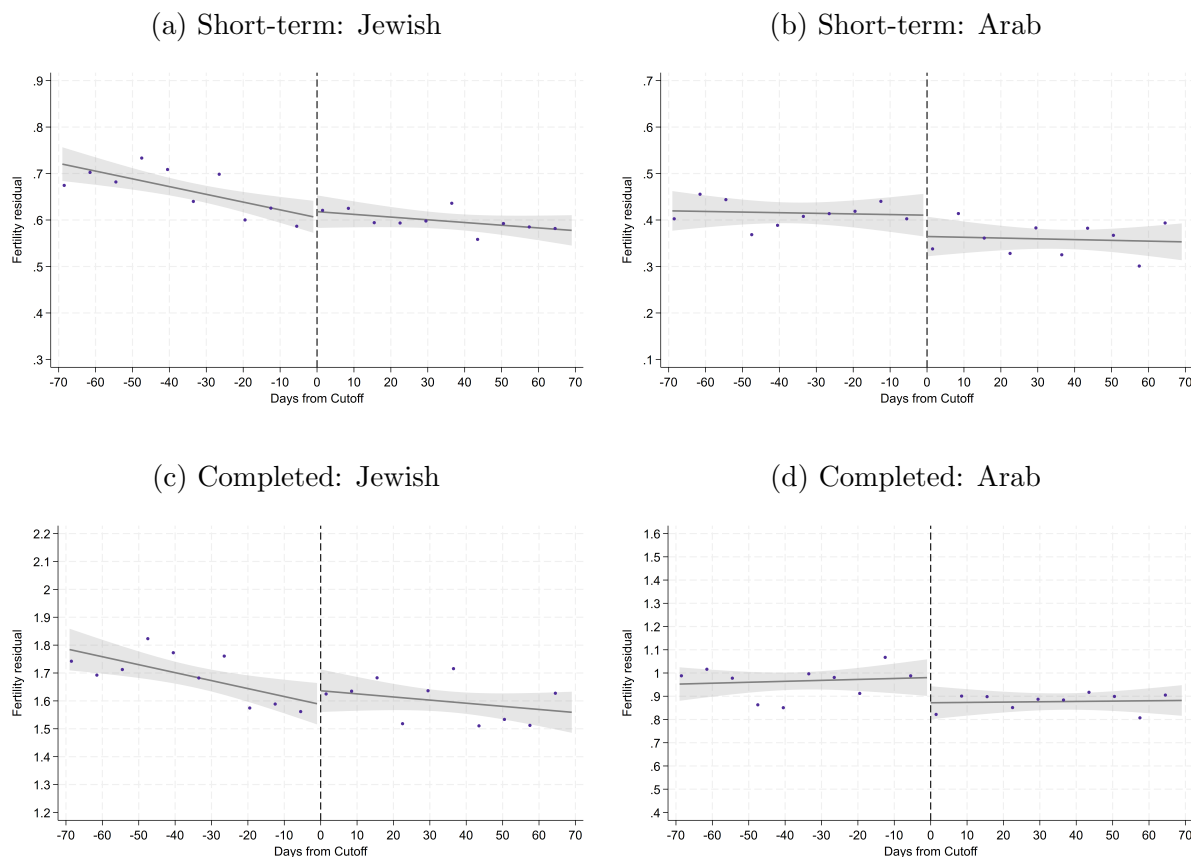 (a) Short-term: Jewish
.9
.8
.7
.6
.5
.4
.3
Fertility residual
-70 -60 -50 -40 -30 -20 -10 0 10 20 30 40 50 60 70
Days from Cutoff
(b) Short-term: Arab
.7
.6
.5
.4
.3
.2
.1
Fertility residual
-70 -60 -50 -40 -30 -20 -10 0 10 20 30 40 50 60 70
Days from Cutoff
(c) Completed: Jewish
2.2
2.1
2
1.9
1.8
1.7
1.6
1.5
1.4
1.3
1.2
Fertility residual
-70 -60 -50 -40 -30 -20 -10 0 10 20 30 40 50 60 70
Days from Cutoff
(d) Completed: Arab
1.6
1.5
1.4
1.3
1.2
1.1
1
.9
.8
.7
.6
.5
.4
Fertility residual
-70 -60 -50 -40 -30 -20 -10 0 10 20 30 40 50 60 70
Days from Cutoff